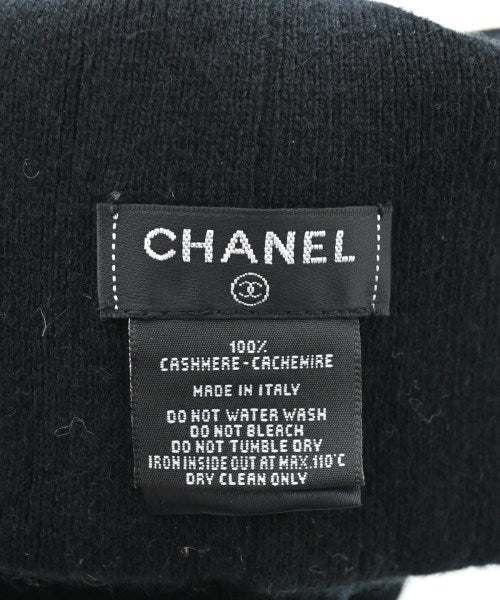 CHANEL
100%
CASHMERE - CACHEMIRE
MADE IN ITALY
DO NOT WATER WASH
DO NOT BLEACH
DO NOT TUMBLE DRY
IRON INSIDE OUT AT MAX. 110°C
DRY CLEAN ONLY